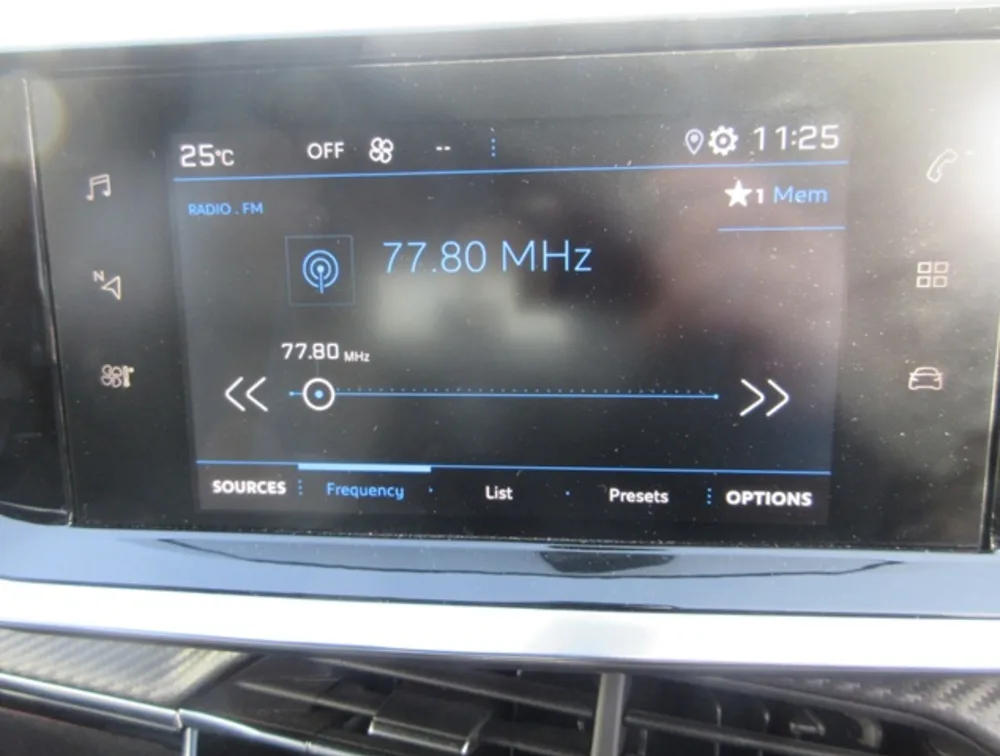 25°C OFF -- 11:25
RADIO . FM
1 Mem
77.80 MHz
N
77.80 MHz
SOURCES Frequency List Presets OPTIONS